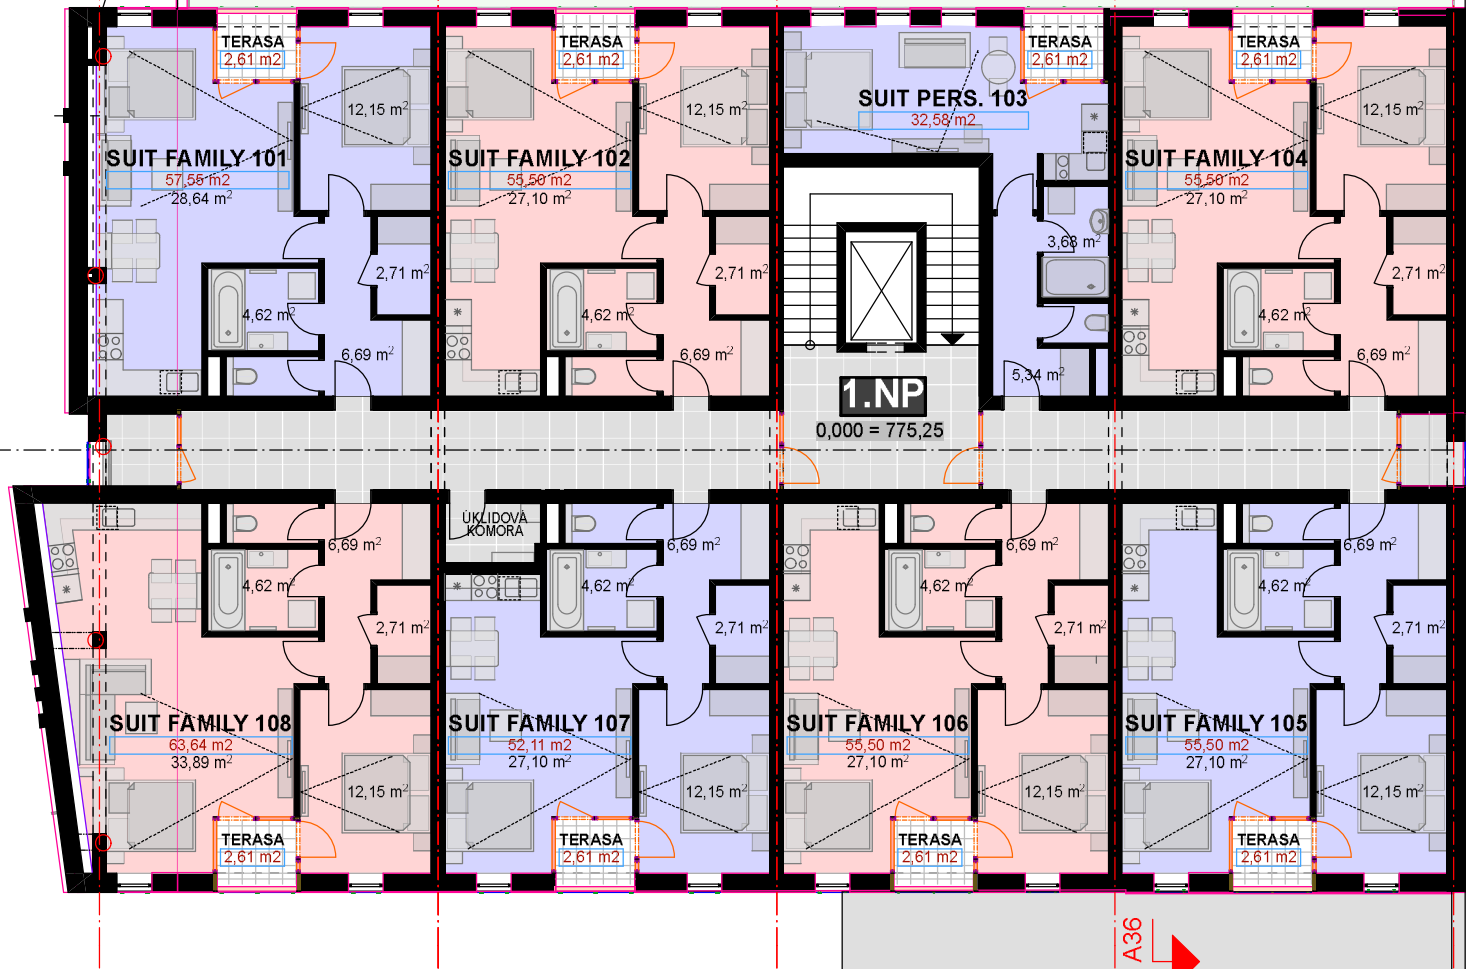 TERASA
2,61 m2
12,15 m²
SUIT FAMILY 101
57,55 m2
28,64 m²
2,71 m²
4,62 m²
6,69 m²
TERASA
2,61 m2
12,15 m²
SUIT FAMILY 102
55,50 m2
27,10 m²
2,71 m²
4,62 m²
6,69 m²
TERASA
2,61 m2
SUIT PERS. 103
32,58 m2
3,68 m²
5,34 m²
TERASA
2,61 m2
12,15 m²
SUIT FAMILY 104
55,50 m2
27,10 m²
2,71 m²
4,62 m²
6,69 m²
1.NP
0,000 = 775,25
6,69 m²
4,62 m²
2,71 m²
SUIT FAMILY 108
63,64 m2
33,89 m²
12,15 m²
TERASA
2,61 m2
ÚKLIDOVÁ
KOMORA
6,69 m²
4,62 m²
2,71 m²
SUIT FAMILY 107
52,11 m2
27,10 m²
12,15 m²
TERASA
2,61 m2
6,69 m²
4,62 m²
2,71 m²
SUIT FAMILY 106
55,50 m2
27,10 m²
12,15 m²
TERASA
2,61 m2
6,69 m²
4,62 m²
2,71 m²
SUIT FAMILY 105
55,50 m2
27,10 m²
12,15 m²
TERASA
2,61 m2
A36